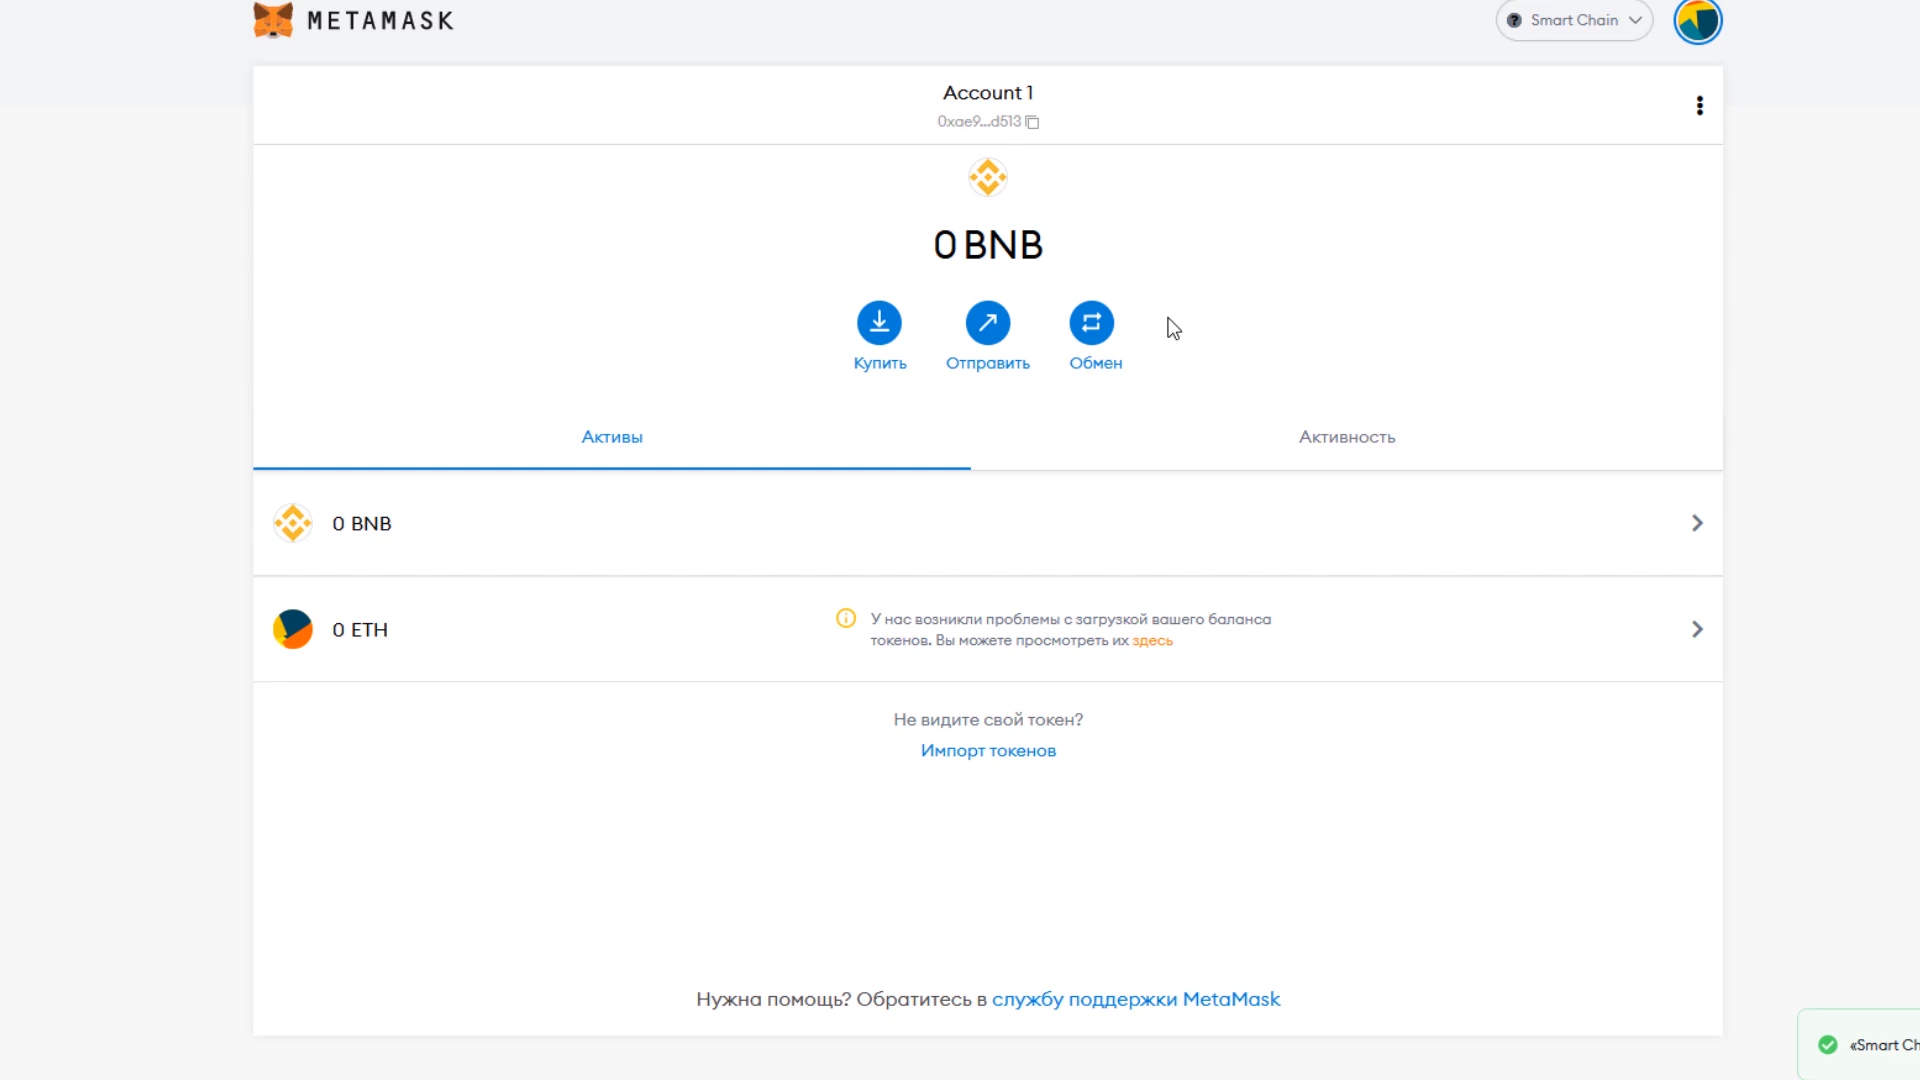 METAMASK
Smart Chain
Account 1
0xae9...d513
0 BNB
Купить
Отправить
Обмен
Активы
Активность
0 BNB
0 ETH
У нас возникли проблемы с загрузкой вашего баланса
токенов. Вы можете просмотреть их здесь
Не видите свой токен?
Импорт токенов
Нужна помощь? Обратитесь в службу поддержки MetaMask
«Smart Ch